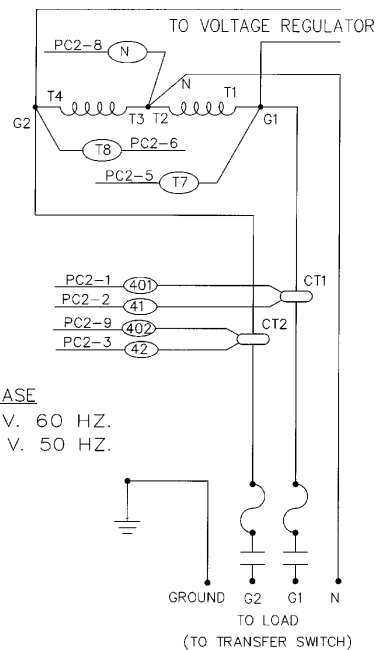 TO VOLTAGE REGULATOR
PC2-8 N
N
T4 T3 T2 T1
G2 G1
T8 PC2-6
PC2-5 T7
CT1
PC2-1 401
PC2-2 41
CT2
PC2-9 402
PC2-3 42
ASE
V. 60 HZ.
V. 50 HZ.
GROUND G2 G1 N
TO LOAD
(TO TRANSFER SWITCH)